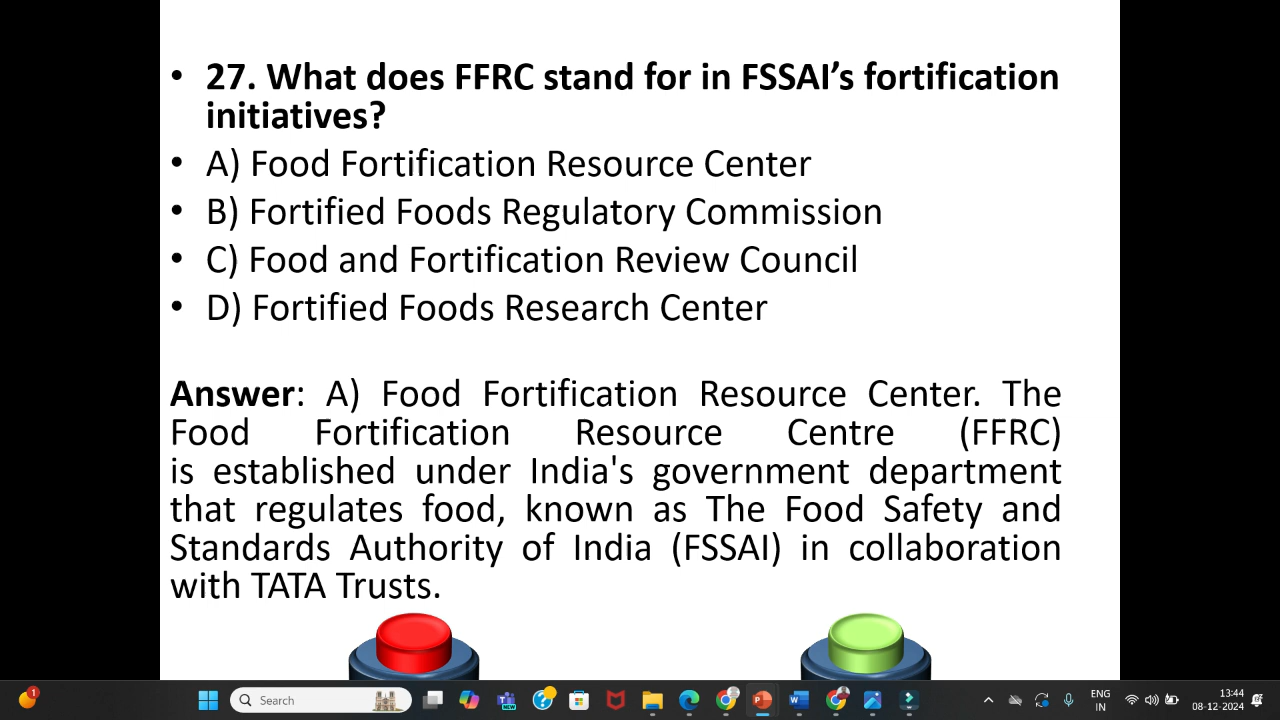 • 27. What does FFRC stand for in FSSAI’s fortification
initiatives?
• A) Food Fortification Resource Center
• B) Fortified Foods Regulatory Commission
• C) Food and Fortification Review Council
• D) Fortified Foods Research Center
Answer: A) Food Fortification Resource Center. The
Food Fortification Resource Centre (FFRC)
is established under India's government department
that regulates food, known as The Food Safety and
Standards Authority of India (FSSAI) in collaboration
with TATA Trusts.
1
Search
NEW
ENG
IN
13:44
08-12-2024